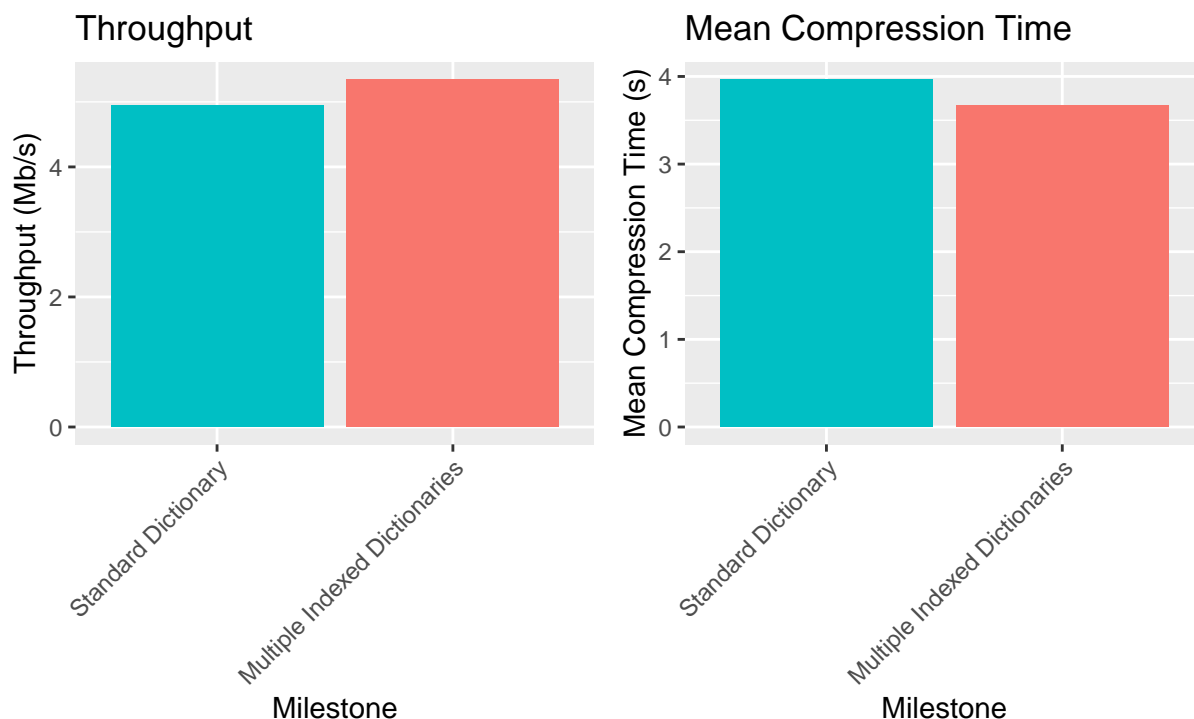 Throughput
Throughput (Mb/s)
4
2
0
Standard Dictionary
Multiple Indexed Dictionaries
Milestone
Mean Compression Time
Mean Compression Time (s)
4
3
2
1
0
Standard Dictionary
Multiple Indexed Dictionaries
Milestone